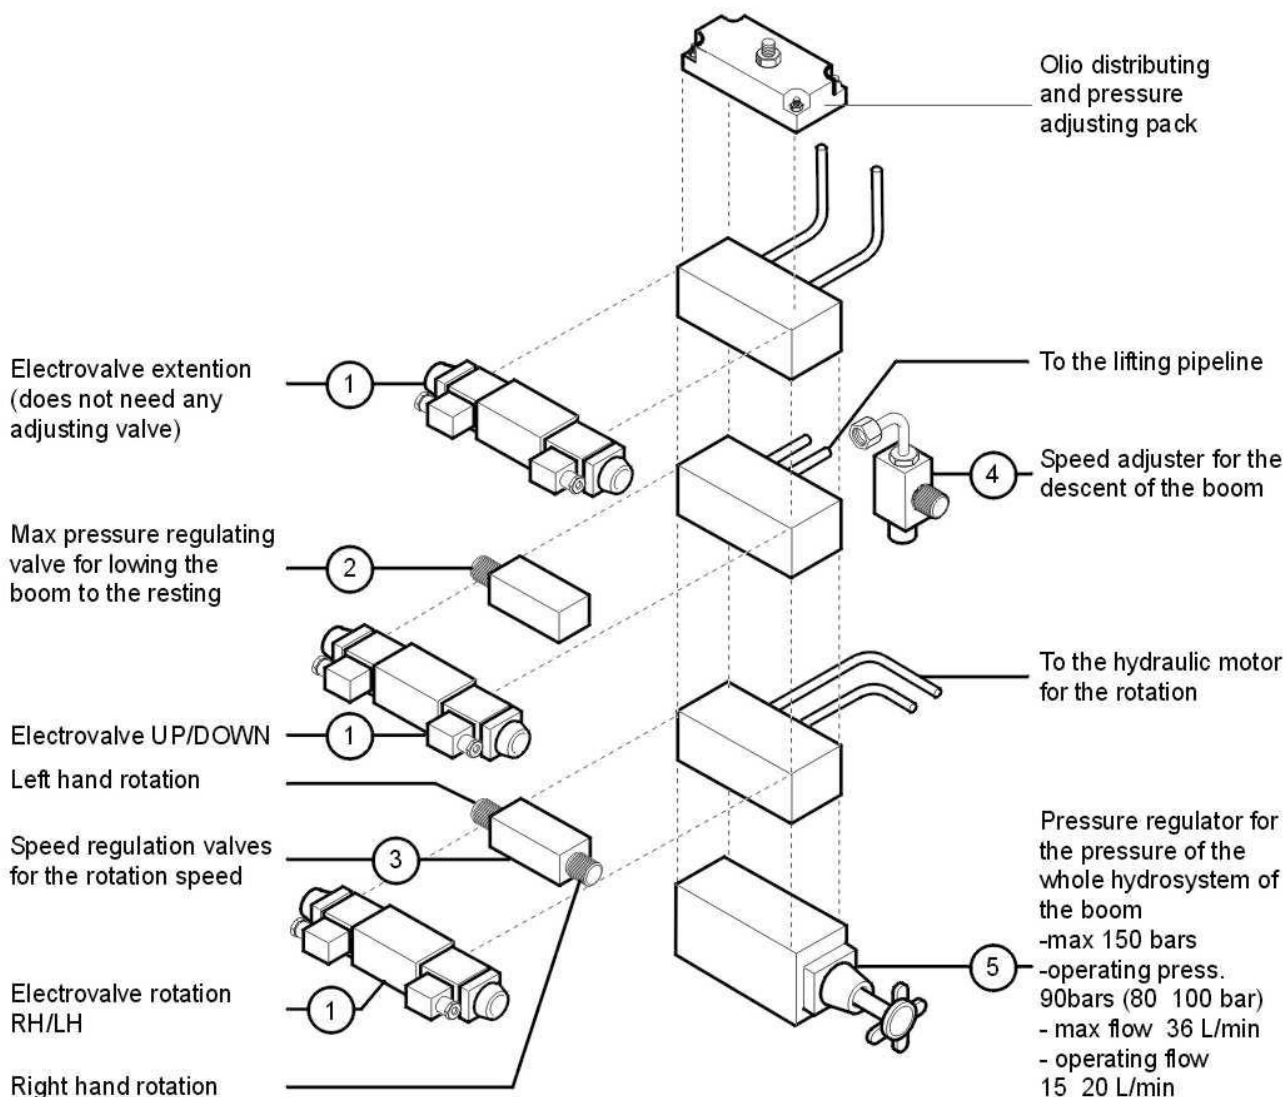 Olio distributing
and pressure
adjusting pack
Electrovalve extention
(does not need any
adjusting valve)
1
To the lifting pipeline
4
Speed adjuster for the
descent of the boom
Max pressure regulating
valve for lowing the
boom to the resting
2
To the hydraulic motor
for the rotation
Electrovalve UP/DOWN
1
Left hand rotation
Speed regulation valves
for the rotation speed
3
Pressure regulator for
the pressure of the
whole hydrosystem of
the boom
-max 150 bars
-operating press.
90bars (80 100 bar)
- max flow 36 L/min
- operating flow
15 20 L/min
5
Electrovalve rotation
RH/LH
1
Right hand rotation